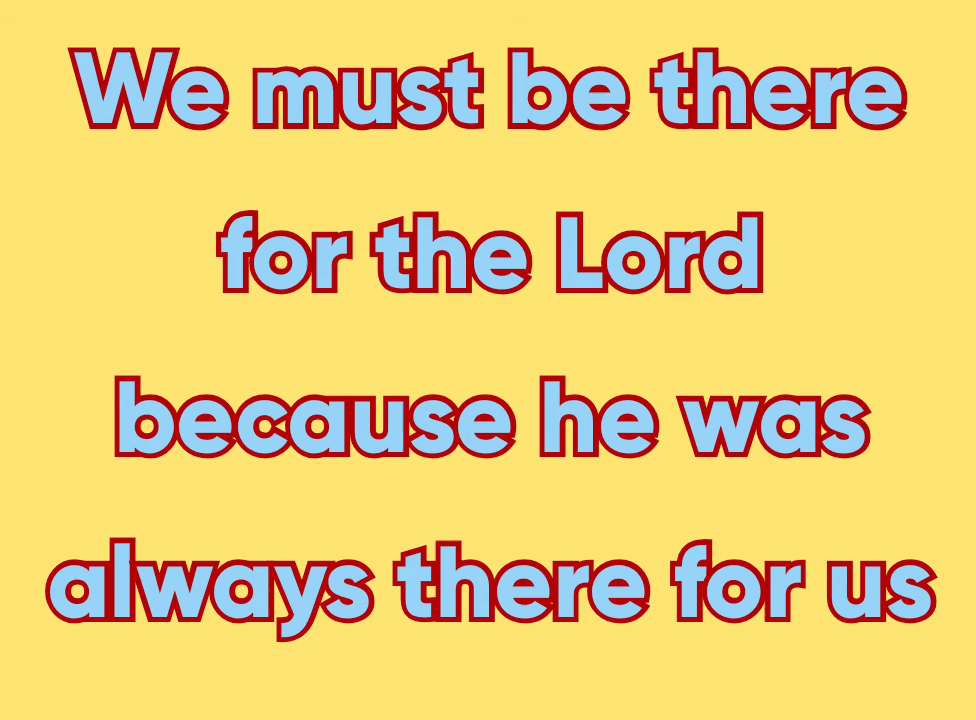 We must be there
for the Lord
because he was
always there for us